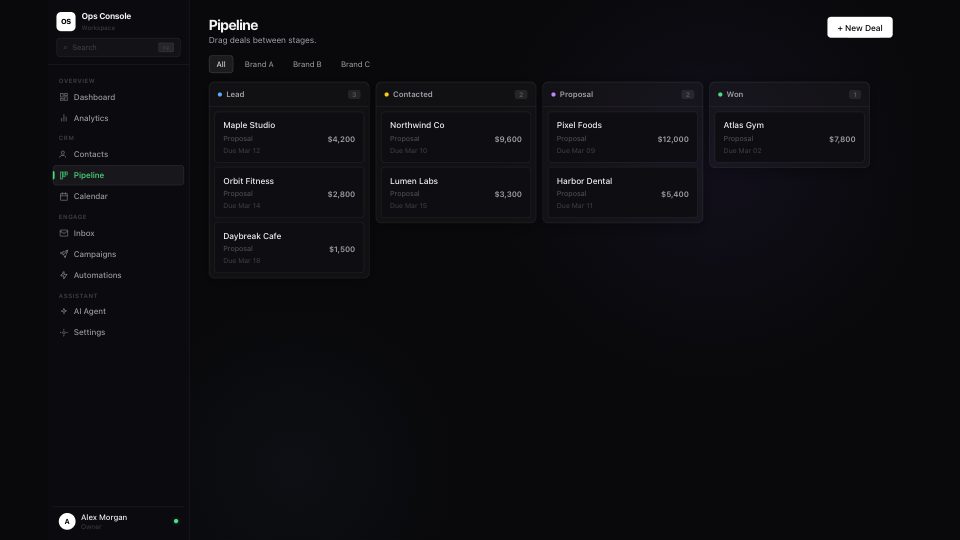 OS
Ops Console
Workspace
Search
OVERVIEW
Dashboard
Analytics
CRM
Contacts
Pipeline
Calendar
ENGAGE
Inbox
Campaigns
Automations
ASSISTANT
AI Agent
Settings
A
Alex Morgan
Owner
Pipeline
Drag deals between stages.
+ New Deal
All
Brand A
Brand B
Brand C
Lead
3
Maple Studio
Proposal
$4,200
Due Mar 12
Orbit Fitness
Proposal
$2,800
Due Mar 14
Daybreak Cafe
Proposal
$1,500
Due Mar 18
Contacted
2
Northwind Co
Proposal
$9,600
Due Mar 10
Lumen Labs
Proposal
$3,300
Due Mar 15
Proposal
2
Pixel Foods
Proposal
$12,000
Due Mar 09
Harbor Dental
Proposal
$5,400
Due Mar 11
Won
1
Atlas Gym
Proposal
$7,800
Due Mar 02